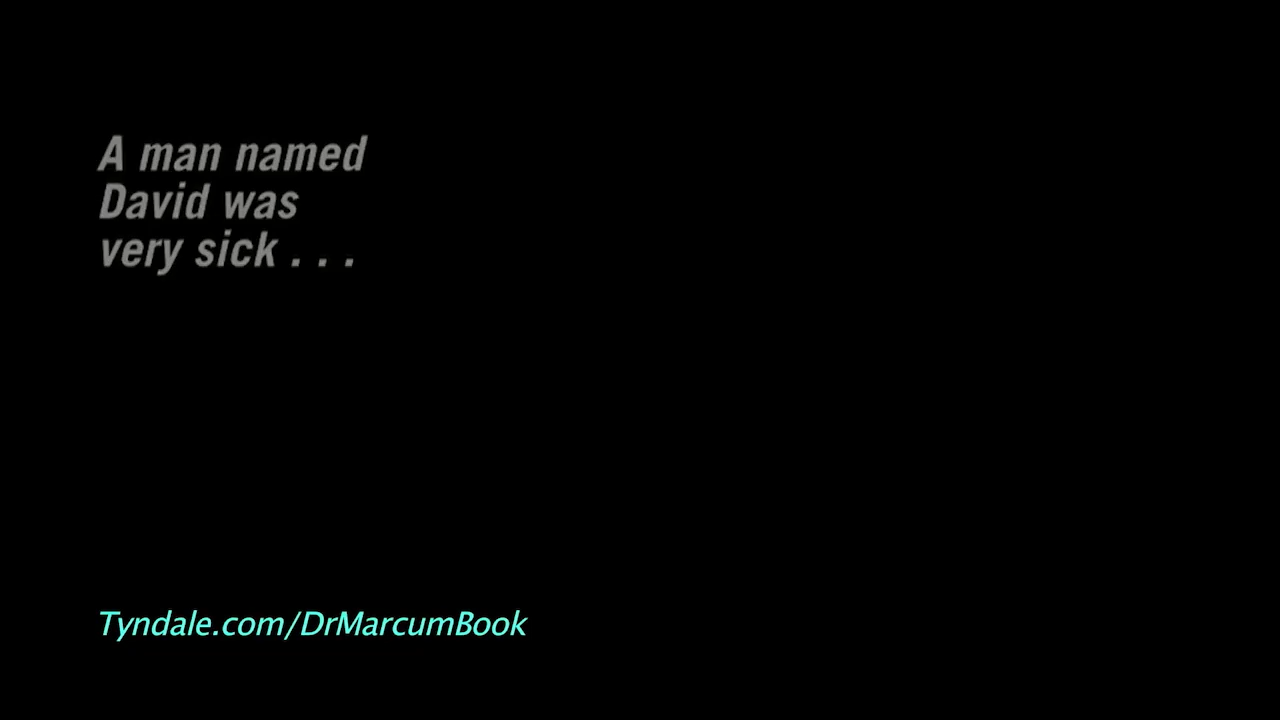 A man named
David was
very sick . . .
Tyndale.com/DrMarcumBook